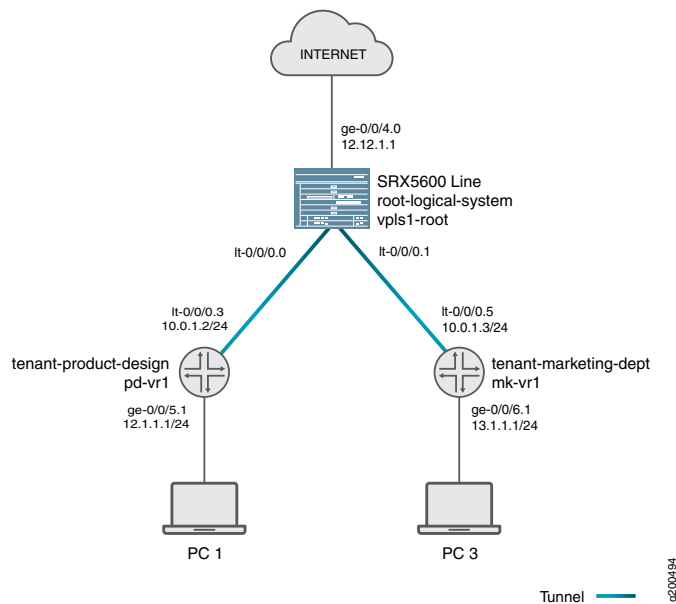 INTERNET
ge-0/0/4.0
12.12.1.1
SRX5600 Line
root-logical-system
vpls1-root
lt-0/0/0.0
lt-0/0/0.1
lt-0/0/0.3
10.0.1.2/24
lt-0/0/0.5
10.0.1.3/24
tenant-product-design
pd-vr1
tenant-marketing-dept
mk-vr1
ge-0/0/5.1
12.1.1.1/24
ge-0/0/6.1
13.1.1.1/24
PC 1
PC 3
Tunnel
g200494